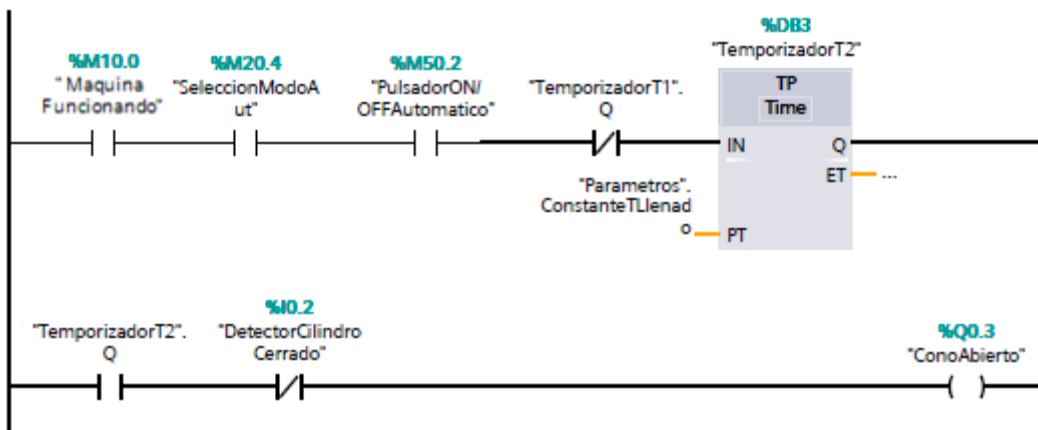 %DB3
"TemporizadorT2"
%M10.0
" Maquina
Funcionando"
%M20.4
"SeleccionModoA
ut"
%M50.2
"PulsadorON/
OFFAutomatico"
"TemporizadorT1".
Q
TP
Time
IN
Q
ET
...
"Parametros".
ConstanteTLlenad
o
PT
%I0.2
"TemporizadorT2".
Q
"DetectorCilindro
Cerrado"
%Q0.3
"ConoAbierto"